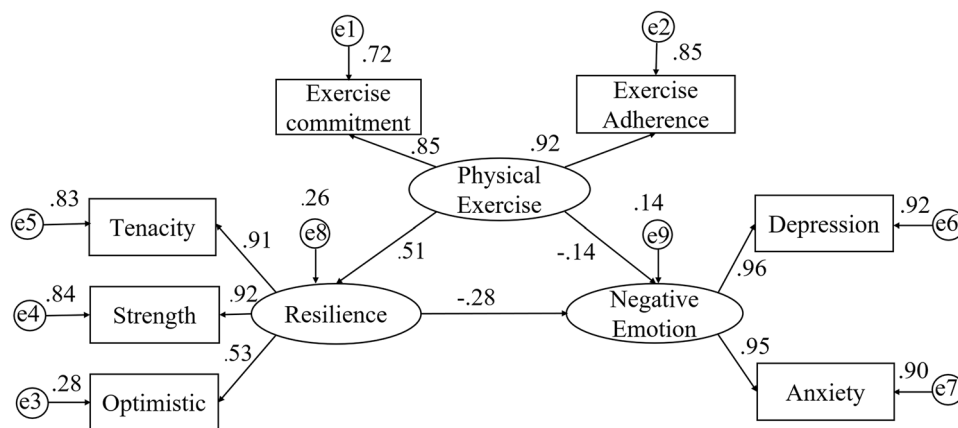 e1
e2
.72
.85
Exercise
commitment
Exercise
Adherence
.85
.92
Physical
Exercise
.83
.26
.14
.92
e5
Tenacity
e8
e9
Depression
e6
.91
.51
-.14
.96
.84
.92
-.28
e4
Strength
Resilience
Negative
Emotion
.53
.95
.28
.90
e3
Optimistic
Anxiety
e7